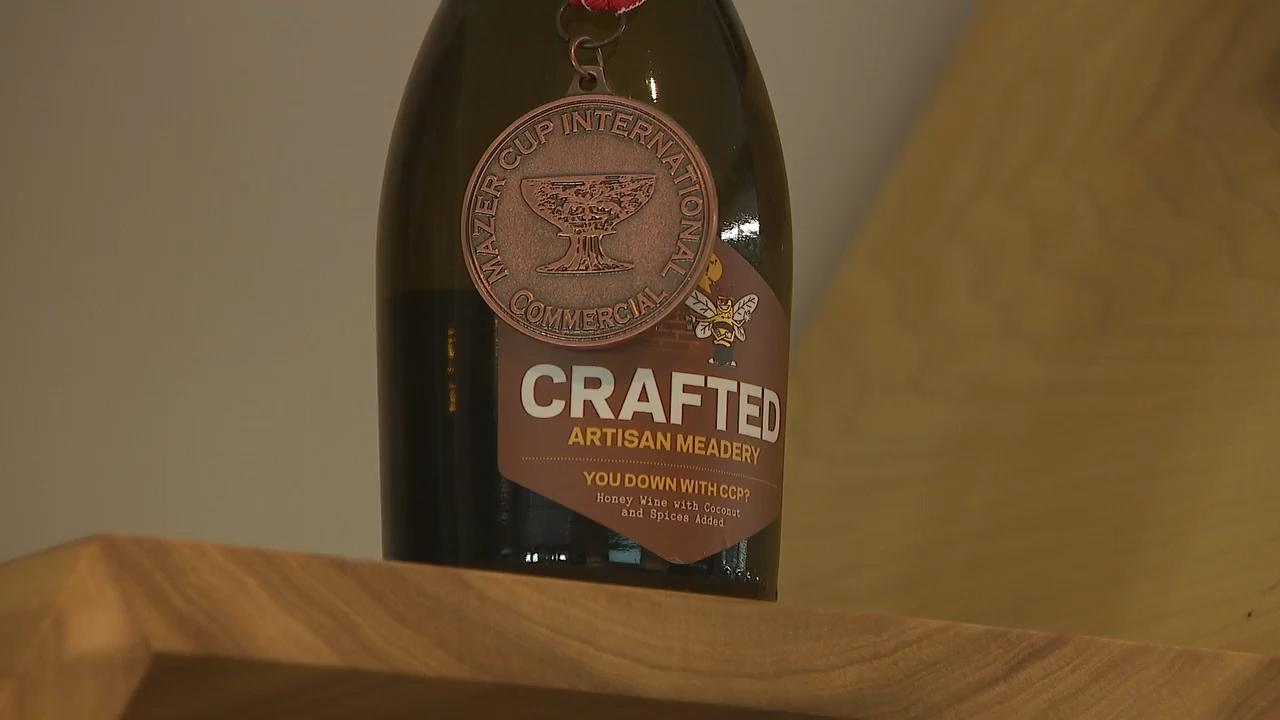 MAZER CUP INTERNATIONAL
COMMERCIAL
CRAFTED
ARTISAN MEADERY
YOU DOWN WITH CCP?
Honey Wine with Coconut
and Spices Added